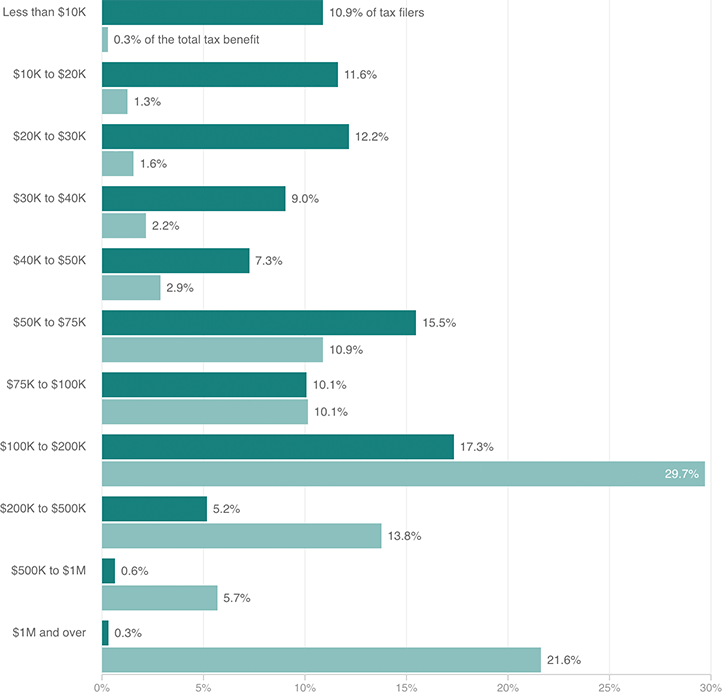 Less than $10K
10.9% of tax filers
0.3% of the total tax benefit
$10K to $20K
11.6%
1.3%
$20K to $30K
12.2%
1.6%
$30K to $40K
9.0%
2.2%
$40K to $50K
7.3%
2.9%
$50K to $75K
15.5%
10.9%
$75K to $100K
10.1%
10.1%
$100K to $200K
17.3%
29.7%
$200K to $500K
5.2%
13.8%
$500K to $1M
0.6%
5.7%
$1M and over
0.3%
21.6%
0% 5% 10% 15% 20% 25% 30%